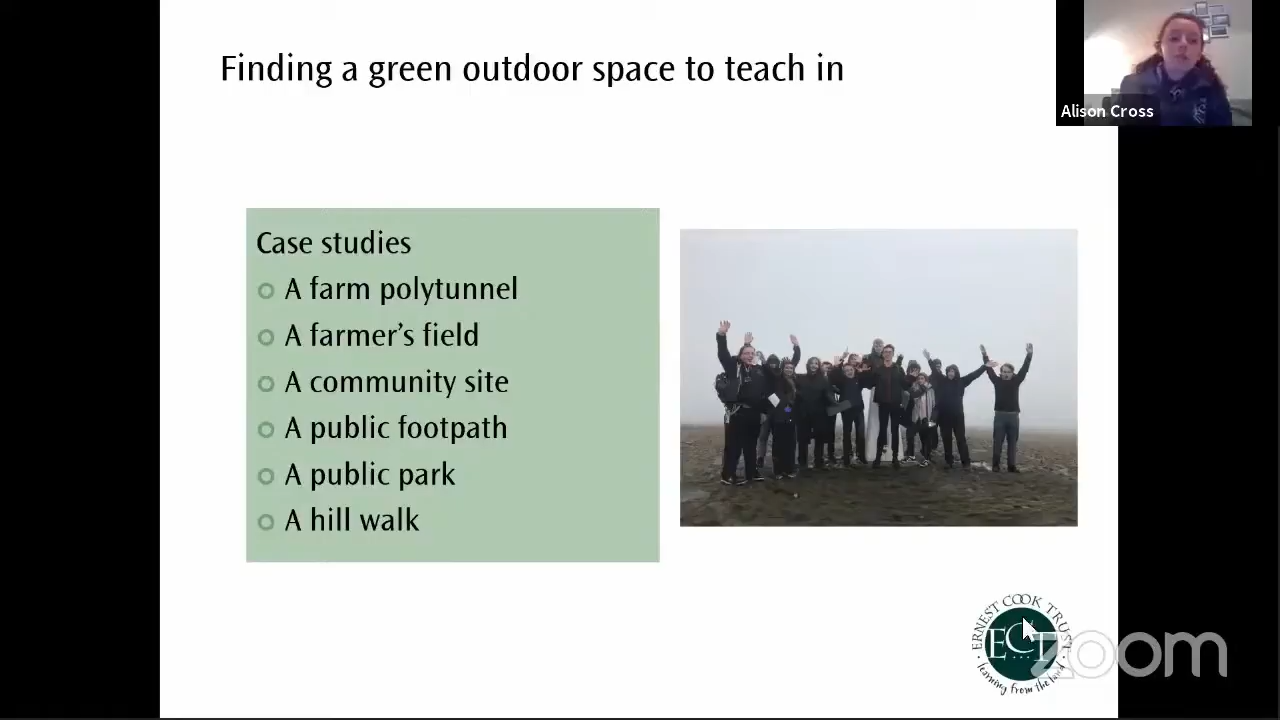 Finding a green outdoor space to teach in
Alison Cross
Case studies
A farm polytunnel
A farmer’s field
A community site
A public footpath
A public park
A hill walk
ERNEST COOK TRUST
ECT
learning from the land
zoom